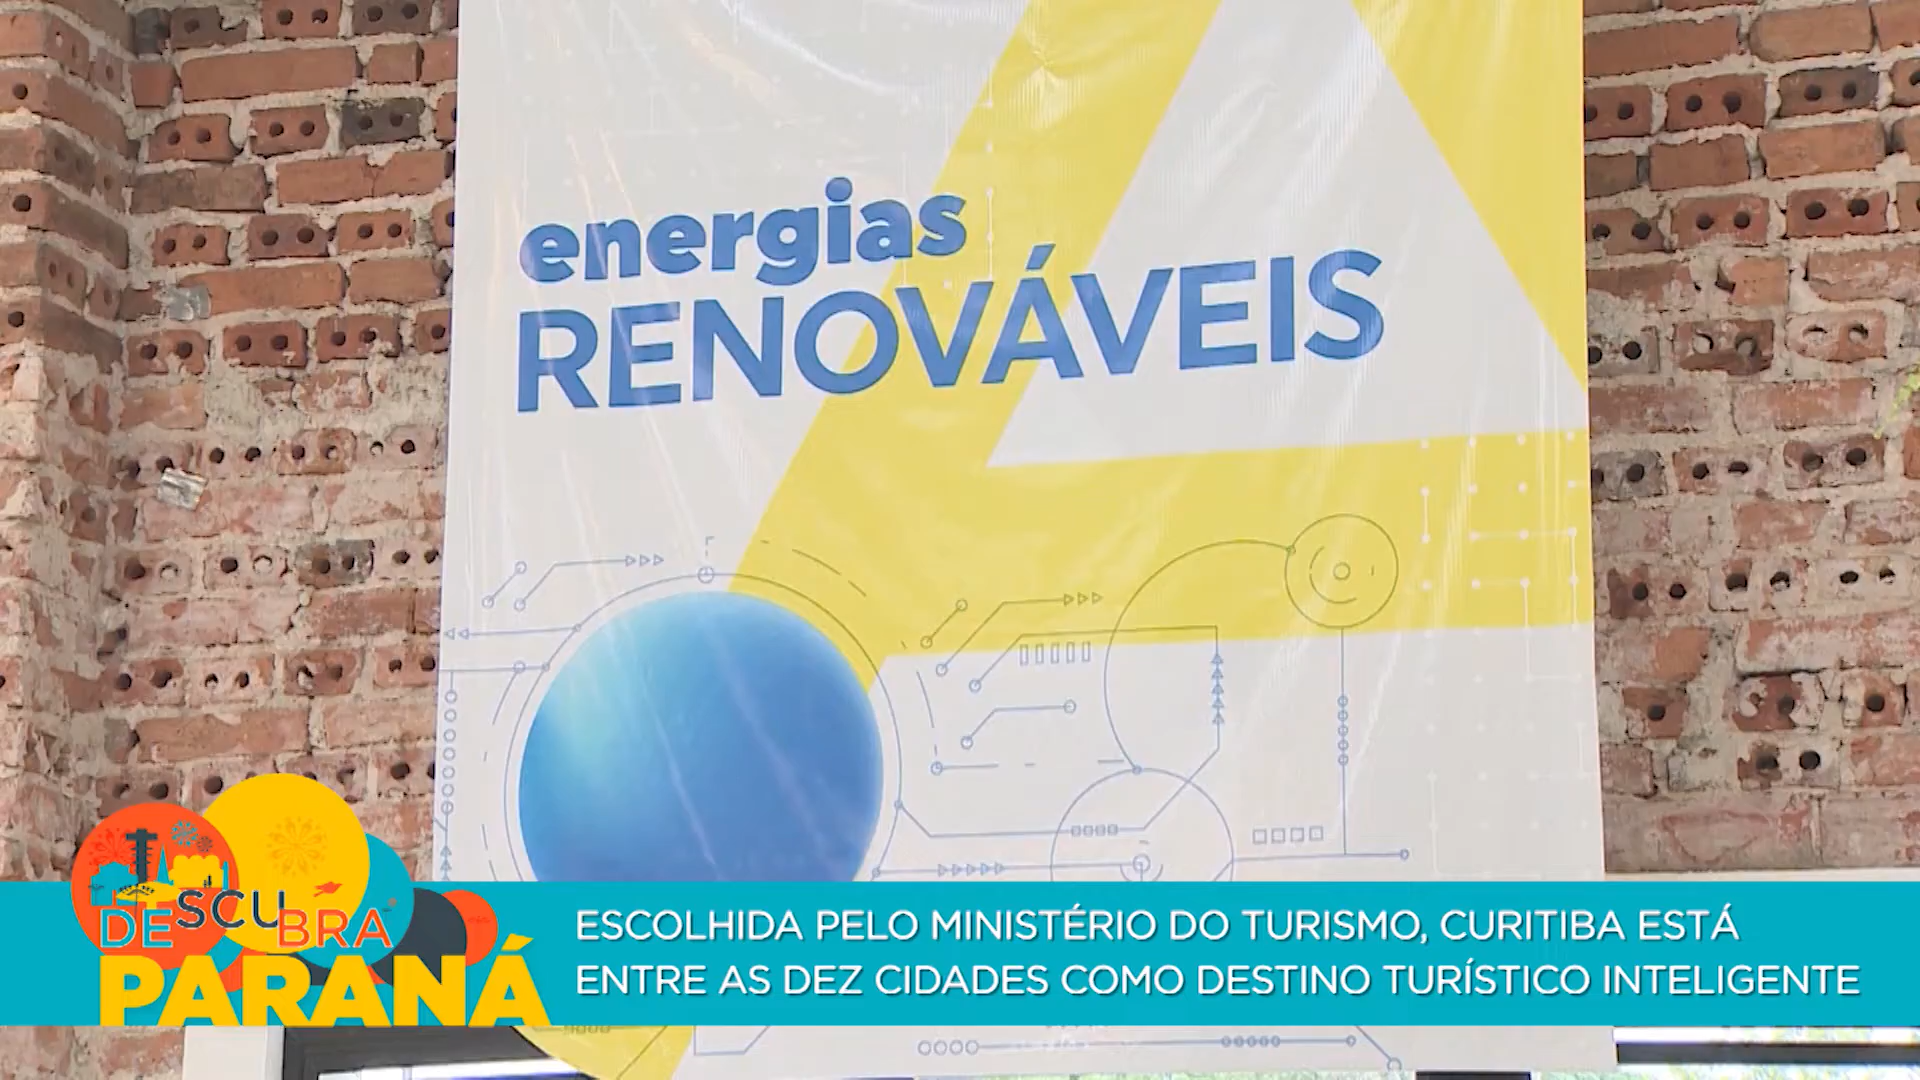 energias
RENOVÁVEIS
DESCUBRA
PARANÁ
ESCOLHIDA PELO MINISTÉRIO DO TURISMO, CURITIBA ESTÁ
ENTRE AS DEZ CIDADES COMO DESTINO TURÍSTICO INTELIGENTE